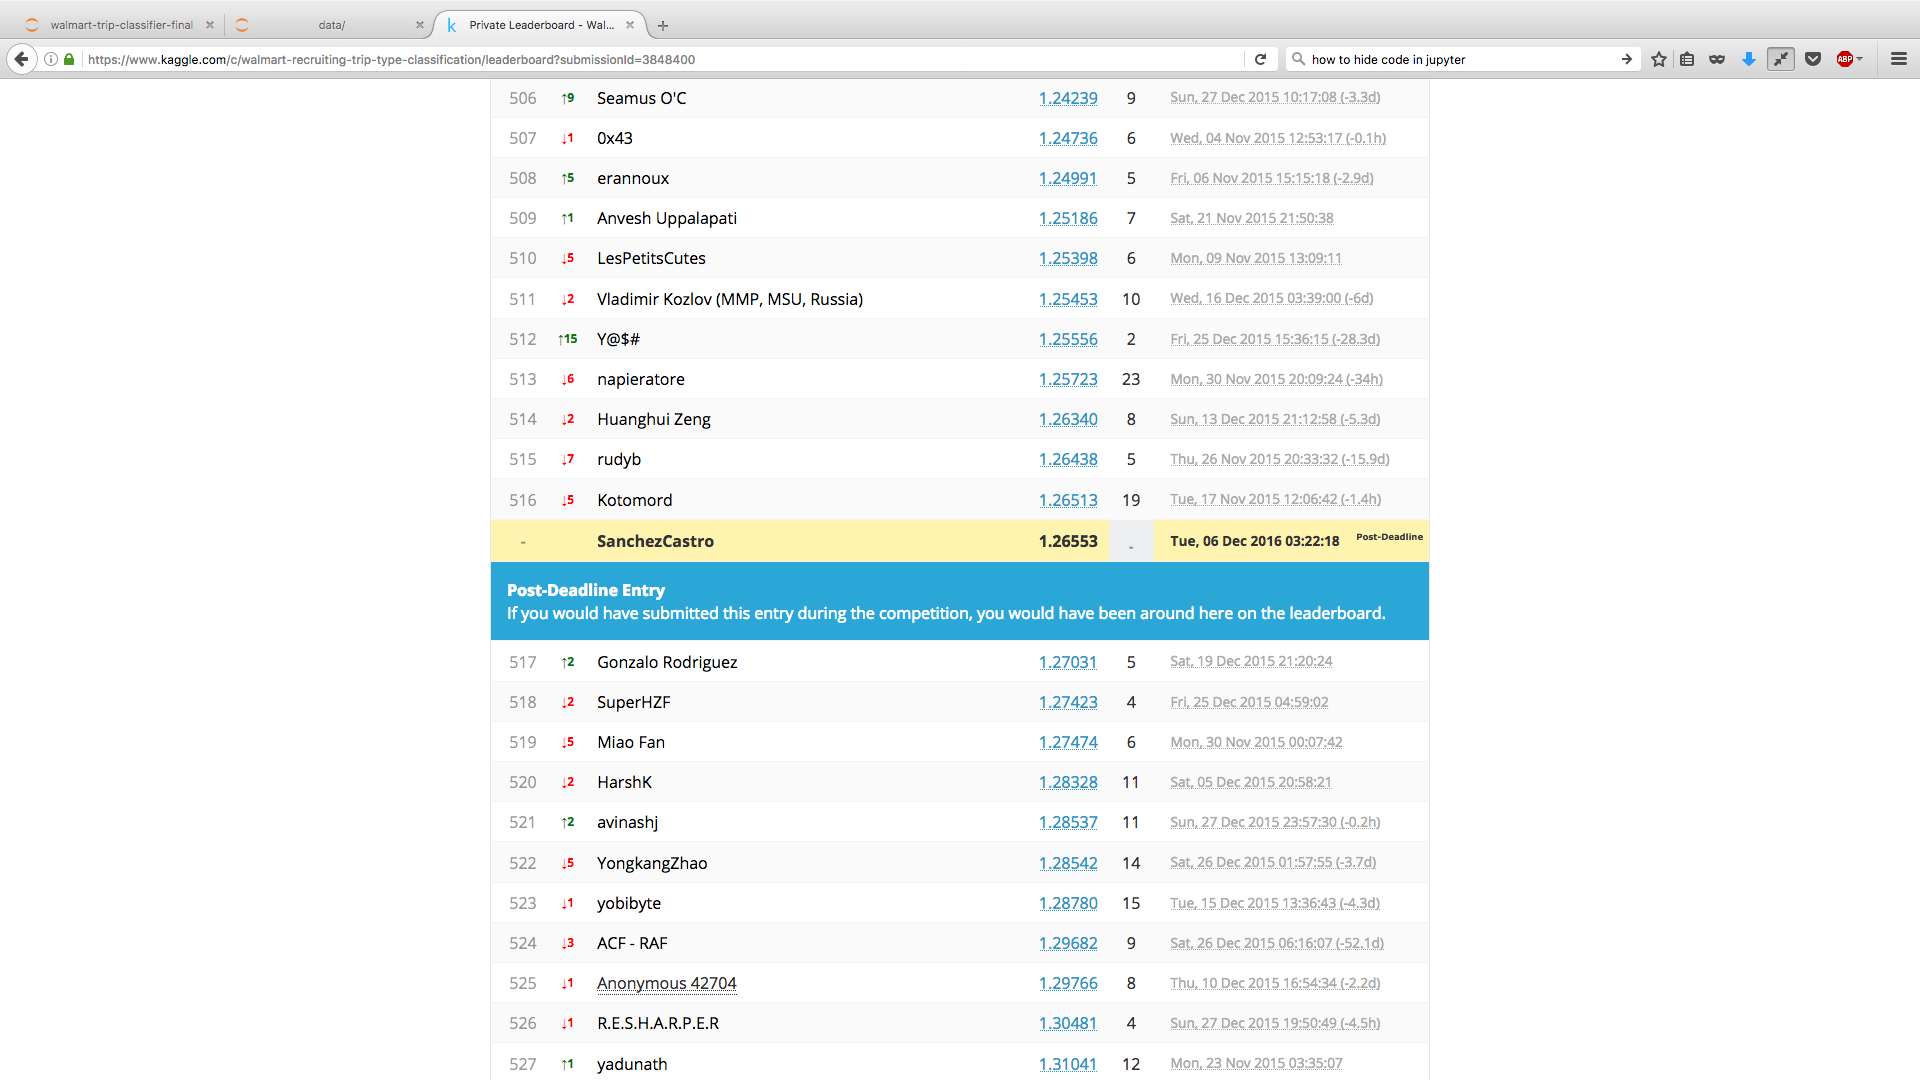 walmart-trip-classifier-final
data/
Private Leaderboard - Wal...
https://www.kaggle.com/c/walmart-recruiting-trip-type-classification/leaderboard?submissionId=3848400
how to hide code in jupyter
ABP
506 ↑9 Seamus O'C 1.24239 9 Sun, 27 Dec 2015 10:17:08 (-3.3d)
507 ↓1 0x43 1.24736 6 Wed, 04 Nov 2015 12:53:17 (-0.1h)
508 ↑5 erannoux 1.24991 5 Fri, 06 Nov 2015 15:15:18 (-2.9d)
509 ↑1 Anvesh Uppalapati 1.25186 7 Sat, 21 Nov 2015 21:50:38
510 ↓5 LesPetitsCutes 1.25398 6 Mon, 09 Nov 2015 13:09:11
511 ↓2 Vladimir Kozlov (MMP, MSU, Russia) 1.25453 10 Wed, 16 Dec 2015 03:39:00 (-6d)
512 ↑15 Y@$# 1.25556 2 Fri, 25 Dec 2015 15:36:15 (-28.3d)
513 ↓6 napieratore 1.25723 23 Mon, 30 Nov 2015 20:09:24 (-34h)
514 ↓2 Huanghui Zeng 1.26340 8 Sun, 13 Dec 2015 21:12:58 (-5.3d)
515 ↓7 rudyb 1.26438 5 Thu, 26 Nov 2015 20:33:32 (-15.9d)
516 ↓5 Kotomord 1.26513 19 Tue, 17 Nov 2015 12:06:42 (-1.4h)
- SanchezCastro 1.26553 - Tue, 06 Dec 2016 03:22:18 Post-Deadline
Post-Deadline Entry
If you would have submitted this entry during the competition, you would have been around here on the leaderboard.
517 ↑2 Gonzalo Rodriguez 1.27031 5 Sat, 19 Dec 2015 21:20:24
518 ↓2 SuperHZF 1.27423 4 Fri, 25 Dec 2015 04:59:02
519 ↓5 Miao Fan 1.27474 6 Mon, 30 Nov 2015 00:07:42
520 ↓2 HarshK 1.28328 11 Sat, 05 Dec 2015 20:58:21
521 ↑2 avinashj 1.28537 11 Sun, 27 Dec 2015 23:57:30 (-0.2h)
522 ↓5 YongkangZhao 1.28542 14 Sat, 26 Dec 2015 01:57:55 (-3.7d)
523 ↓1 yobibyte 1.28780 15 Tue, 15 Dec 2015 13:36:43 (-4.3d)
524 ↓3 ACF - RAF 1.29682 9 Sat, 26 Dec 2015 06:16:07 (-52.1d)
525 ↓1 Anonymous 42704 1.29766 8 Thu, 10 Dec 2015 16:54:34 (-2.2d)
526 ↓1 R.E.S.H.A.R.P.E.R 1.30481 4 Sun, 27 Dec 2015 19:50:49 (-4.5h)
527 ↑1 yadunath 1.31041 12 Mon, 23 Nov 2015 03:35:07